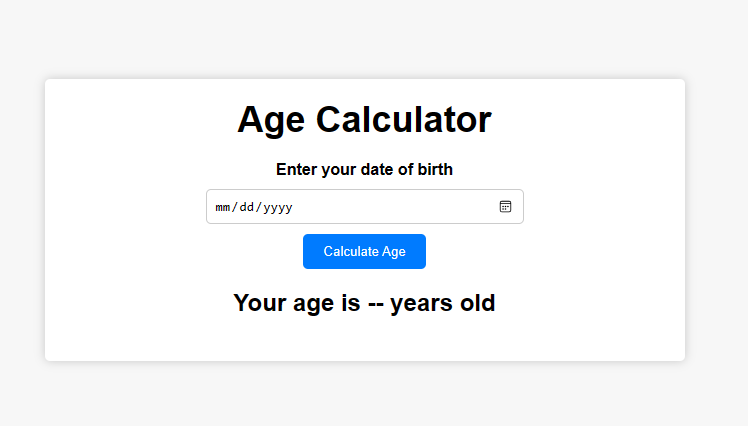 Age Calculator
Enter your date of birth
mm/dd/yyyy
Calculate Age
Your age is -- years old